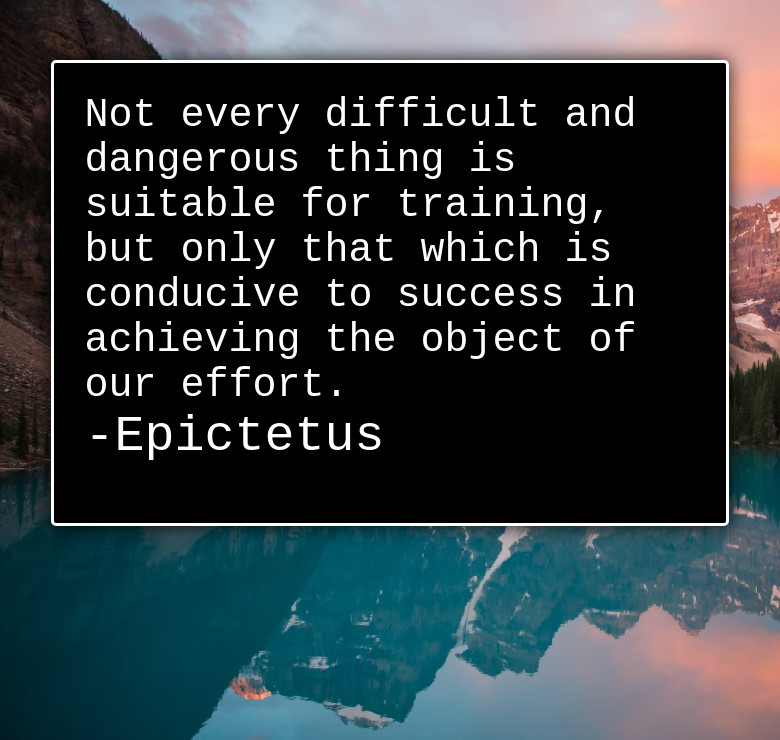 Not every difficult and
dangerous thing is
suitable for training,
but only that which is
conducive to success in
achieving the object of
our effort.
-Epictetus